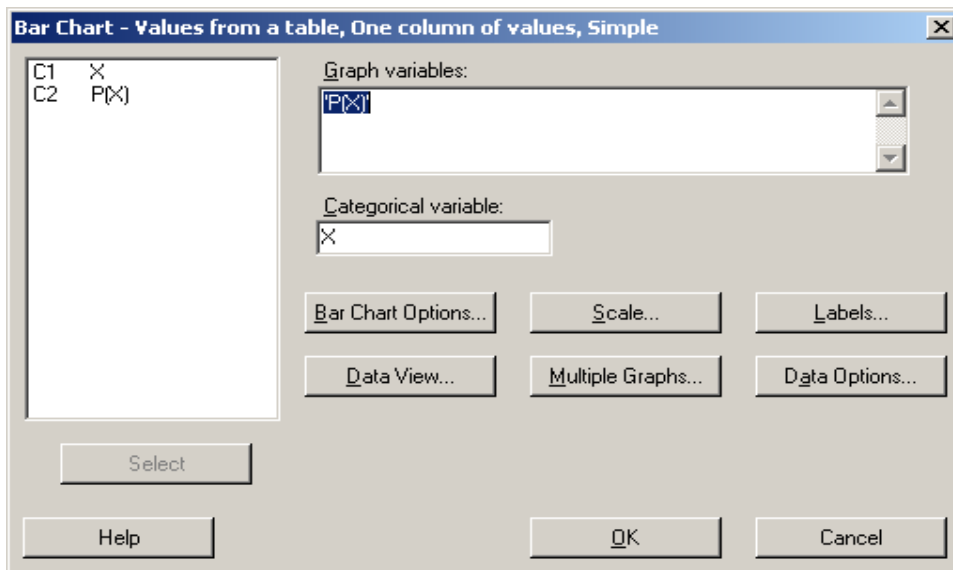 Bar Chart - Values from a table, One column of values, Simple
C1 X
C2 P(X)
Graph variables:
'P(X)'
Categorical variable:
X
Bar Chart Options...
Scale...
Labels...
Data View...
Multiple Graphs...
Data Options...
Select
Help
OK
Cancel